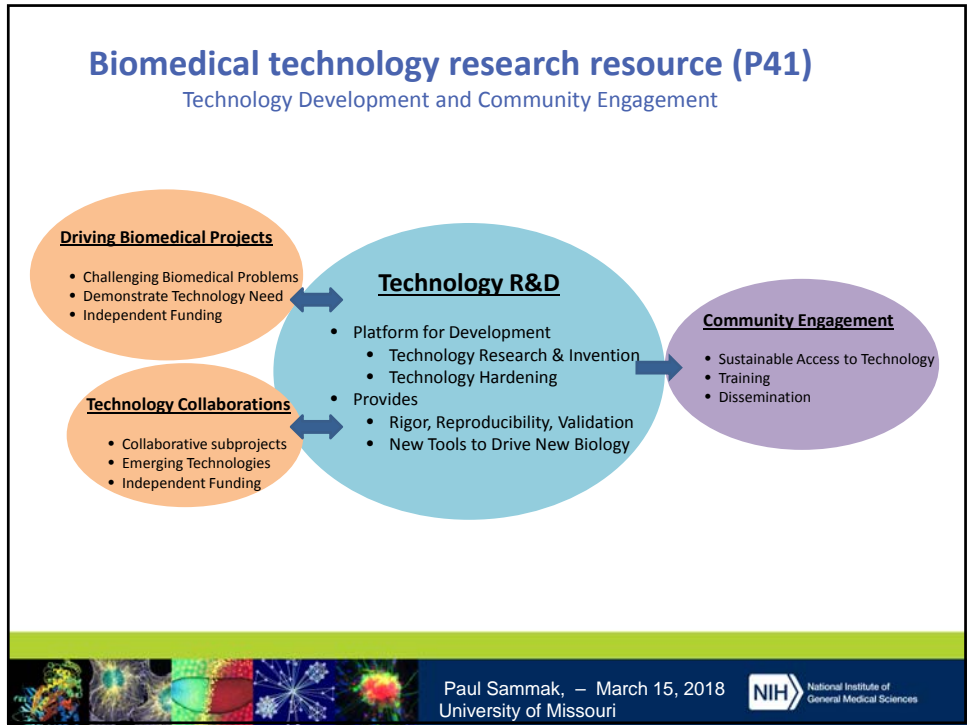 Biomedical technology research resource (P41)
Technology Development and Community Engagement
Driving Biomedical Projects
• Challenging Biomedical Problems
• Demonstrate Technology Need
• Independent Funding
Technology Collaborations
• Collaborative subprojects
• Emerging Technologies
• Independent Funding
Technology R&D
• Platform for Development
• Technology Research & Invention
• Technology Hardening
• Provides
• Rigor, Reproducibility, Validation
• New Tools to Drive New Biology
Community Engagement
• Sustainable Access to Technology
• Training
• Dissemination
Paul Sammak, – March 15, 2018
University of Missouri
NIH
National Institute of
General Medical Sciences